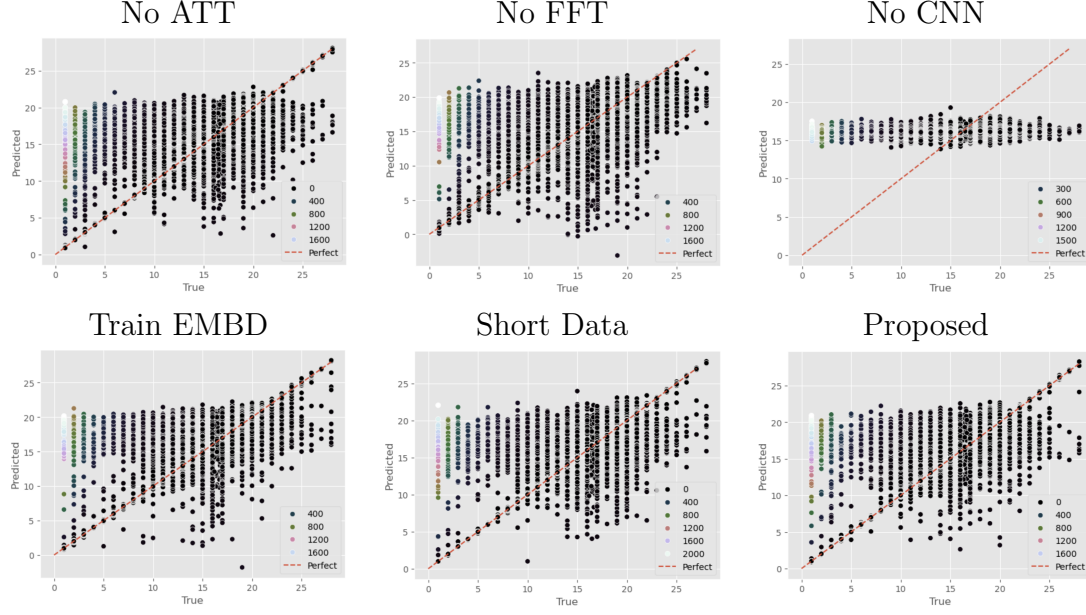 No ATT
No FFT
No CNN
25
20
15
10
5
0
Predicted
0
400
800
1200
1600
Perfect
0 5 10 15 20 25
True
25
20
15
10
5
0
Predicted
400
800
1200
1600
Perfect
0 5 10 15 20 25
True
25
20
15
10
5
0
Predicted
300
600
900
1200
1500
Perfect
0 5 10 15 20 25
True
Train EMBD
Short Data
Proposed
25
20
15
10
5
0
Predicted
400
800
1200
1600
Perfect
0 5 10 15 20 25
True
25
20
15
10
5
0
Predicted
0
400
800
1200
1600
2000
Perfect
0 5 10 15 20 25
True
25
20
15
10
5
0
Predicted
0
400
800
1200
1600
Perfect
0 5 10 15 20 25
True